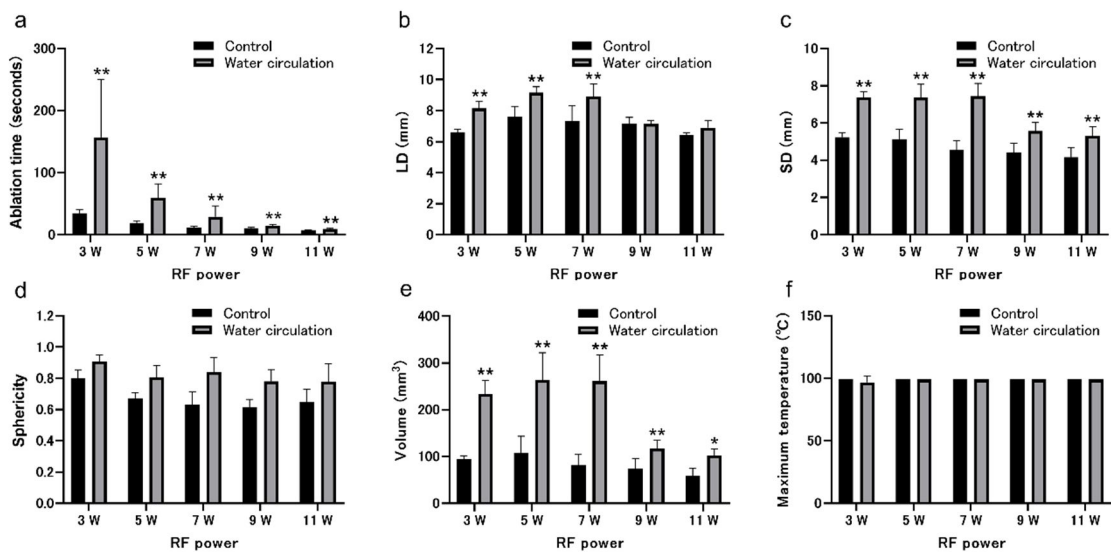 a
Control
Water circulation
Ablation time (seconds)
300
200
100
0
**
**
**
**
**
3 W
5 W
7 W
9 W
11 W
RF power
b
Control
Water circulation
LD (mm)
12
10
8
6
4
2
0
**
**
**
3 W
5 W
7 W
9 W
11 W
RF power
c
Control
Water circulation
SD (mm)
10
8
6
4
2
0
**
**
**
**
**
3 W
5 W
7 W
9 W
11 W
RF power
d
Control
Water circulation
Sphericity
1.2
1.0
0.8
0.6
0.4
0.2
0.0
3 W
5 W
7 W
9 W
11 W
RF power
e
Control
Water circulation
Volume (mm³)
400
300
200
100
0
**
**
**
**
*
3 W
5 W
7 W
9 W
11 W
RF power
f
Control
Water circulation
Maximum temperature (℃)
150
100
50
0
3 W
5 W
7 W
9 W
11 W
RF power